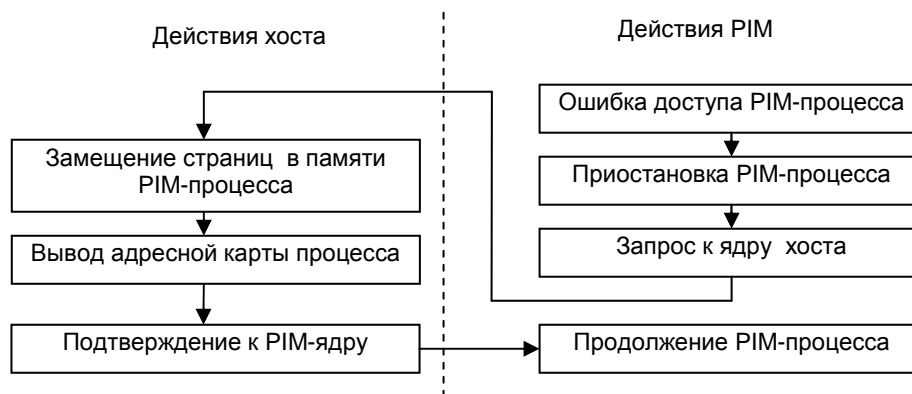 Действия хоста
Действия PIM
Ошибка доступа PIM-процесса
Замещение страниц в памяти
PIM-процесса
Приостановка PIM-процесса
Вывод адресной карты процесса
Запрос к ядру хоста
Подтверждение к PIM-ядру
Продолжение PIM-процесса